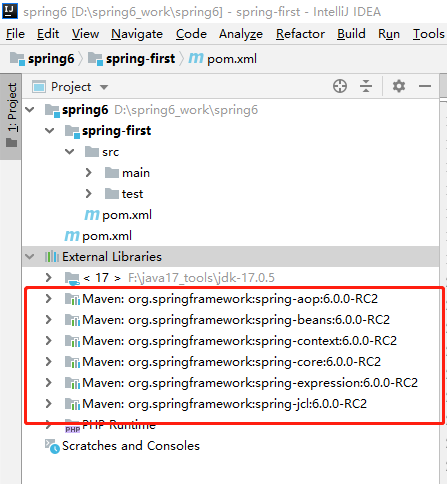 spring6 [D:\spring6_work\spring6] - spring-first - IntelliJ IDEA
File Edit View Navigate Code Analyze Refactor Build Run Tools
spring6 spring-first pom.xml
1: Project
Project
spring6 D:\spring6_work\spring6
spring-first
src
main
test
pom.xml
pom.xml
External Libraries
< 17 > F:\java17_tools\jdk-17.0.5
Maven: org.springframework:spring-aop:6.0.0-RC2
Maven: org.springframework:spring-beans:6.0.0-RC2
Maven: org.springframework:spring-context:6.0.0-RC2
Maven: org.springframework:spring-core:6.0.0-RC2
Maven: org.springframework:spring-expression:6.0.0-RC2
Maven: org.springframework:spring-jcl:6.0.0-RC2
PHP Runtime
Scratches and Consoles